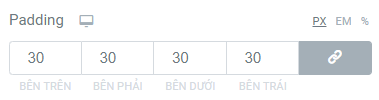 Padding PX EM %
30 30 30 30
BÊN TRÊN BÊN PHẢI BÊN DƯỚI BÊN TRÁI